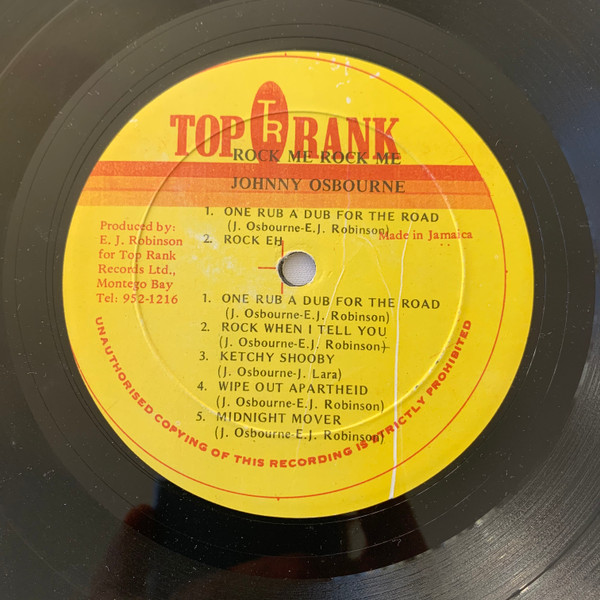 TOP TR RANK
ROCK ME ROCK ME
JOHNNY OSBOURNE
1. ONE RUB A DUB FOR THE ROAD
(J. Osbourne-E.J. Robinson)
2. ROCK EH
Made in Jamaica
Produced by:
E. J. Robinson
for Top Rank
Records Ltd.,
Montego Bay
Tel: 952-1216
1. ONE RUB A DUB FOR THE ROAD
(J. Osbourne-E.J. Robinson)
2. ROCK WHEN I TELL YOU
(J. Osbourne-E.J. Robinson)
3. KETCHY SHOOBY
(J. Osbourne-J. Lara)
4. WIPE OUT APARTHEID
(J. Osbourne-E.J. Robinson)
5. MIDNIGHT MOVER
(J. Osbourne-E.J. Robinson)
UNAUTHORISED COPYING OF THIS RECORDING IS STRICTLY PROHIBITED